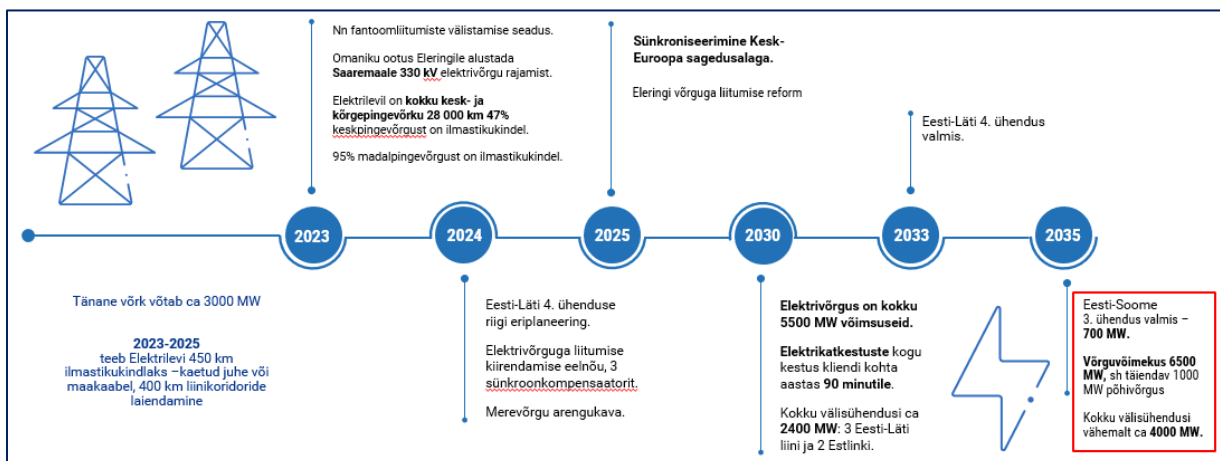 Nn fantoomliitumiste välistamise seadus.
Omaniku ootus Eleringile alustada
Saaremaale 330 kV elektrivõrgu rajamist.
Elektrilevil on kokku kesk- ja
kõrgepingevõrku 28 000 km 47%
keskpingevõrgust on ilmastikukindel.
95% madalpingevõrgust on ilmastikukindel.
Sünkroniseerimine Kesk-
Euroopa sagedusalaga.
Eleringi võrguga liitumise reform
Eesti-Läti 4. ühendus
valmis.
2023
2024
2025
2030
2033
2035
Tänane võrk võtab ca 3000 MW
2023-2025
teeb Elektrilevi 450 km
ilmastikukindlaks –kaetud juhe või
maakaabel, 400 km liinikoridoride
laiendamine
Eesti-Läti 4. ühenduse
riigi eriplaneering.
Elektrivõrguga liitumise
kiirendamise eelnõu, 3
sünkroonkompensaatorit.
Merevõrgu arengukava.
Elektrivõrgus on kokku
5500 MW võimsuseid.
Elektrikatkestuste kogu
kestus kliendi kohta
aastas 90 minutile.
Kokku välisühendusi ca
2400 MW: 3 Eesti-Läti
liini ja 2 Estlinki.
Eesti-Soome
3. ühendus valmis –
700 MW.
Võrguvõimekus 6500
MW, sh täiendav 1000
MW põhivõrgus
Kokku välisühendusi
vähemalt ca 4000 MW.